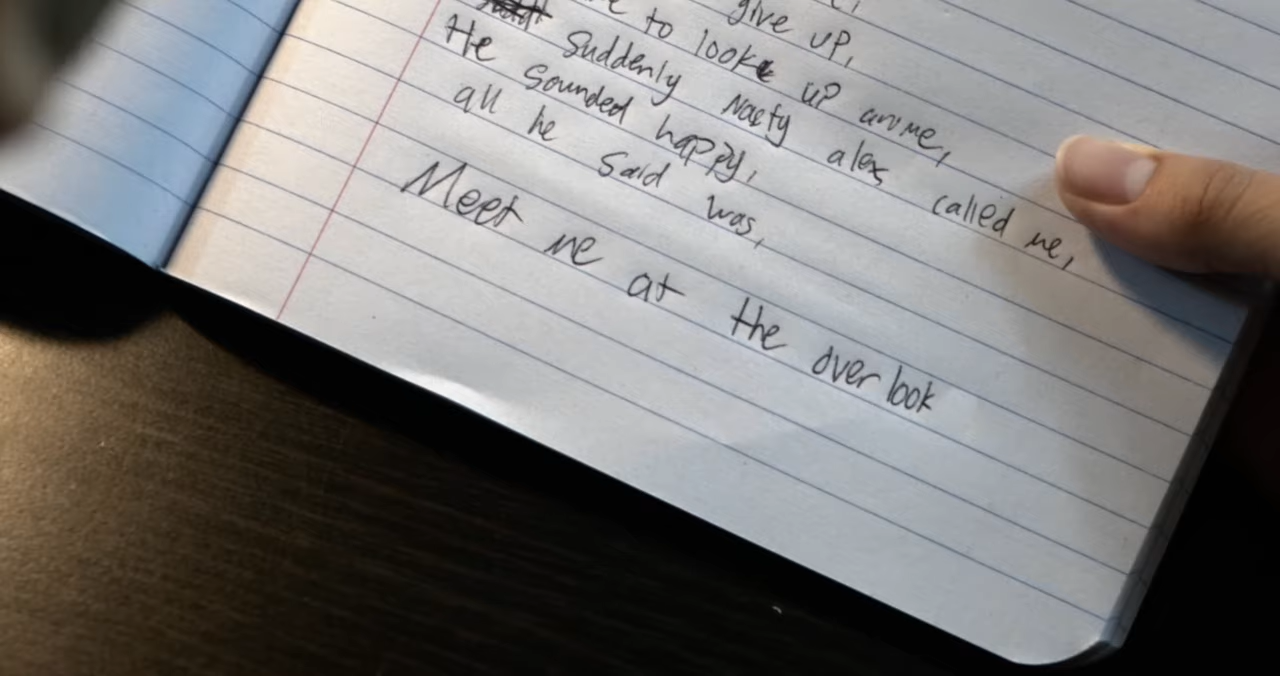 give up,
to look up anime,
Suddenly Nasty alex called me,
He sounded happy,
all he said was,
Meet me at the overlook